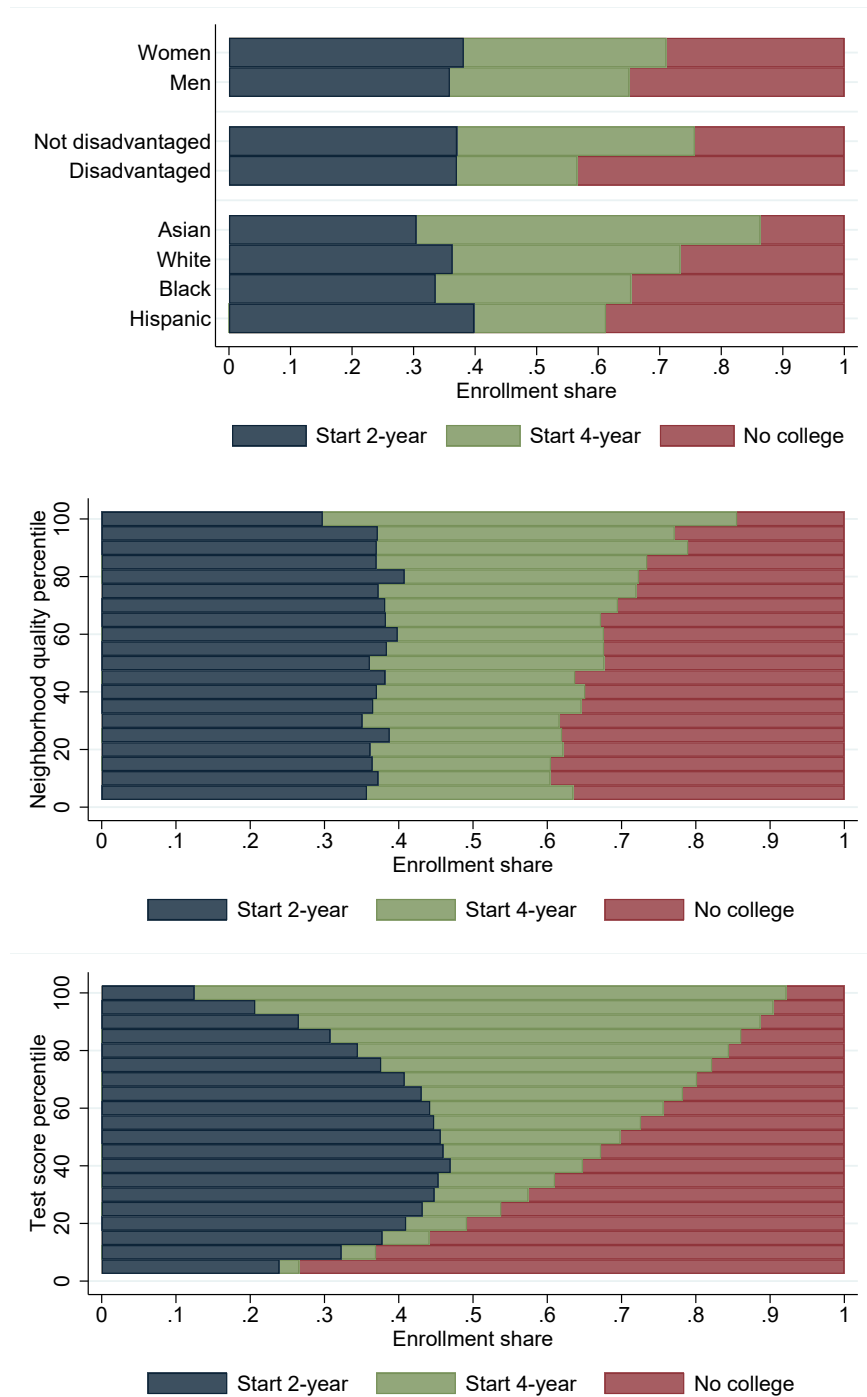 Women
Men
Not disadvantaged
Disadvantaged
Asian
White
Black
Hispanic
0 .1 .2 .3 .4 .5 .6 .7 .8 .9 1
Enrollment share
Start 2-year Start 4-year No college
Neighborhood quality percentile
100
80
60
40
20
0
0 .1 .2 .3 .4 .5 .6 .7 .8 .9 1
Enrollment share
Start 2-year Start 4-year No college
Test score percentile
100
80
60
40
20
0
0 .1 .2 .3 .4 .5 .6 .7 .8 .9 1
Enrollment share
Start 2-year Start 4-year No college